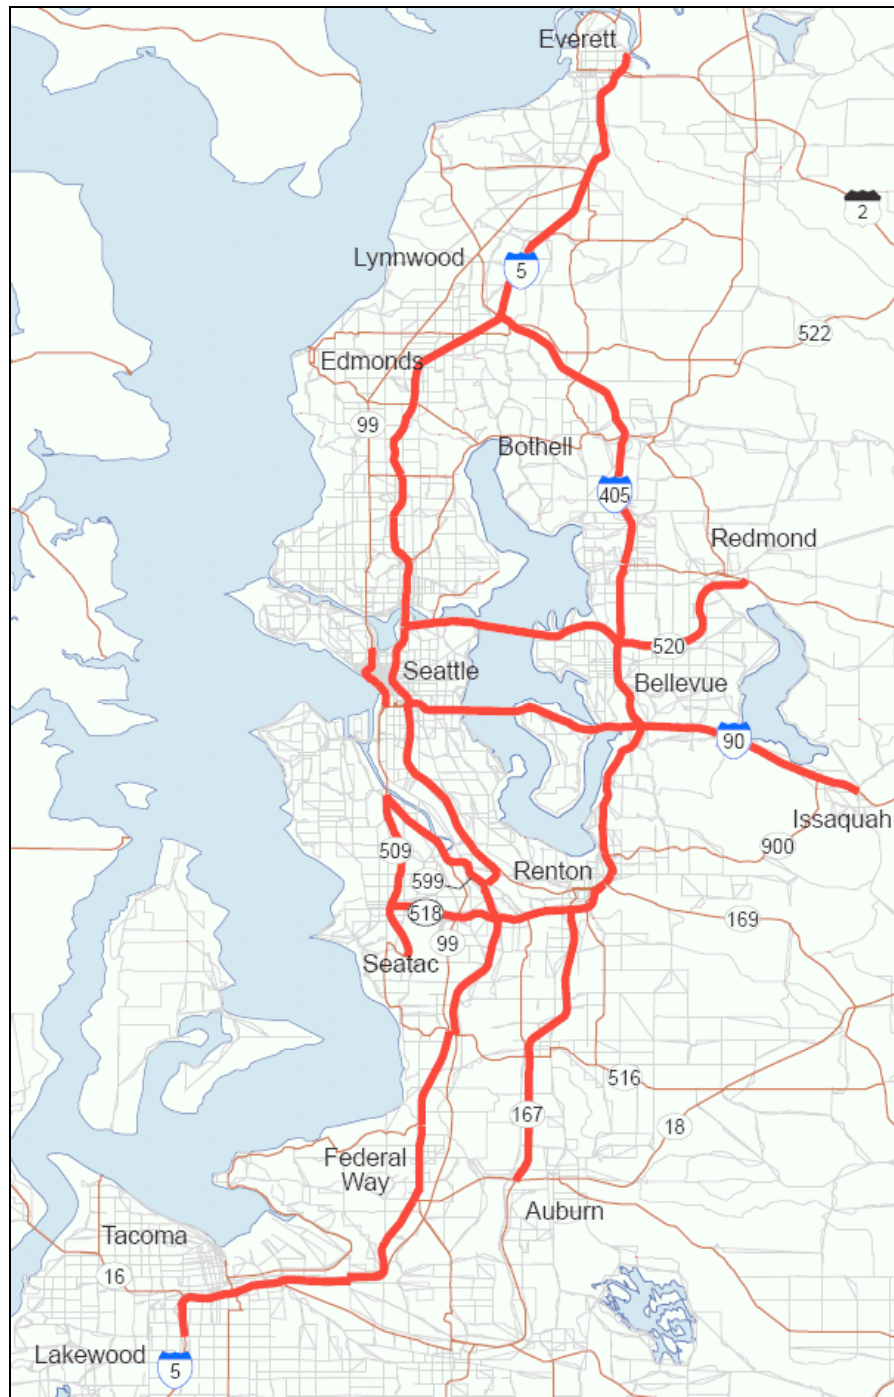 Everett
2
Lynnwood
5
522
Edmonds
99
Bothell
405
Redmond
520
Seattle
Bellevue
90
Issaquah
509
900
Renton
599
518
169
99
Seatac
516
167
18
Federal
Way
Auburn
Tacoma
16
Lakewood
5